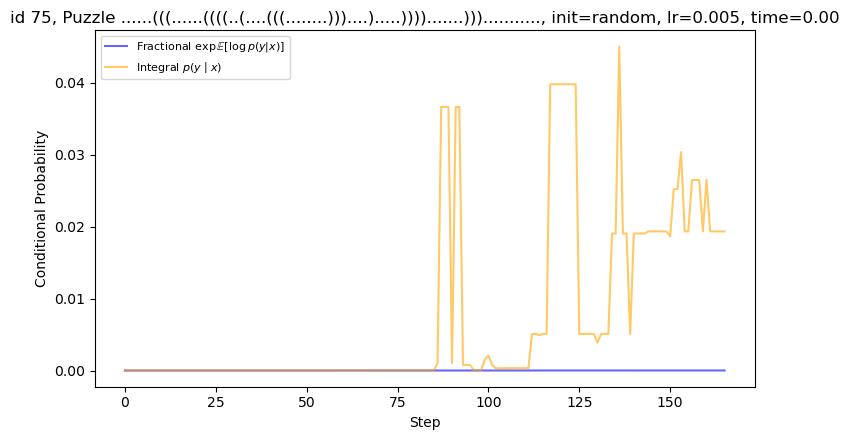 id 75, Puzzle ......(((......((((..(....(((........)))....).....)))).......)))..........., init=random, lr=0.005, time=0.00
Fractional exp𝔼[log p(y|x)]
Integral p(y | x)
0.04
0.03
0.02
0.01
0.00
Conditional Probability
0 25 50 75 100 125 150
Step